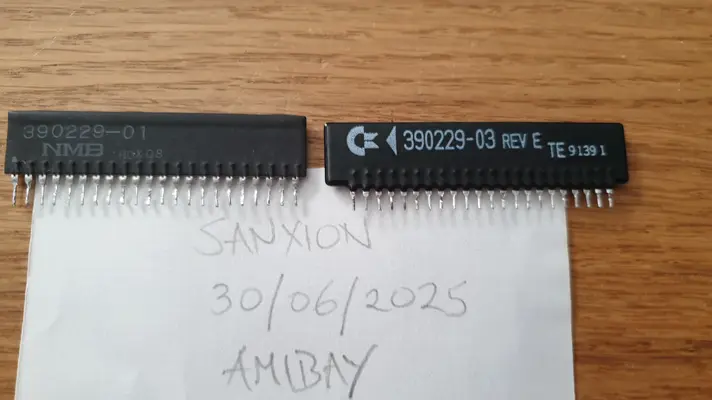 390229-01
NMB
390229-03 REV E TE 9139 1
SANXION
30/06/2025
AMIBAY